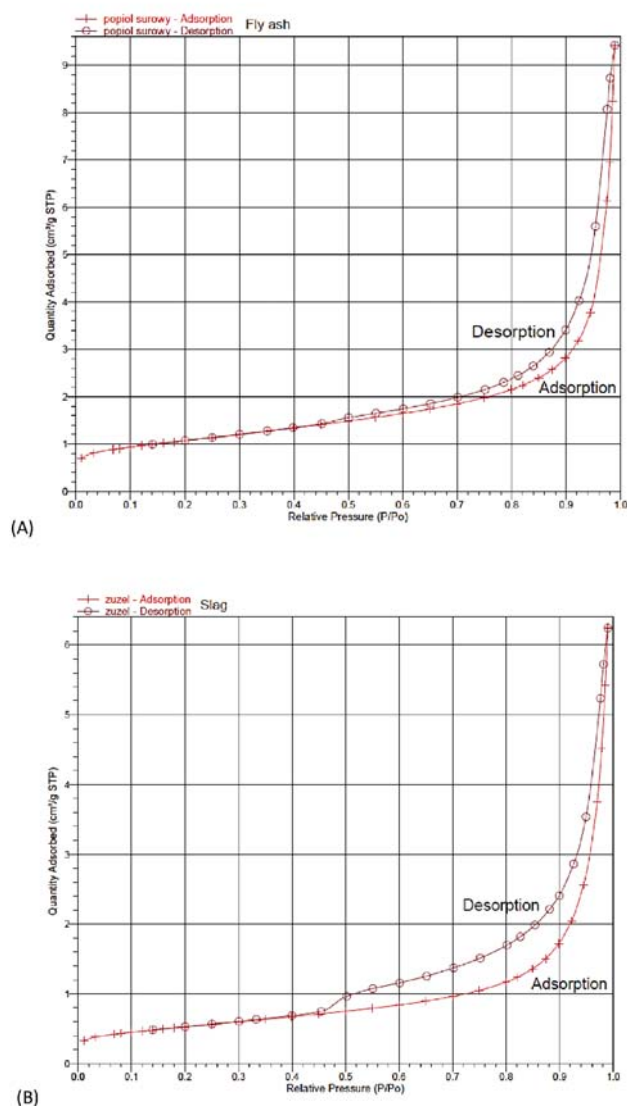 popiol surowy - Adsorption
popiol surowy - Desorption
Fly ash
Quantity Adsorbed (cm³/g STP)
9
8
7
6
5
4
3
2
1
0
Desorption
Adsorption
0.0 0.1 0.2 0.3 0.4 0.5 0.6 0.7 0.8 0.9 1.0
Relative Pressure (P/Po)
(A)
zuzel - Adsorption
zuzel - Desorption
Slag
Quantity Adsorbed (cm³/g STP)
6
5
4
3
2
1
0
Desorption
Adsorption
0.0 0.1 0.2 0.3 0.4 0.5 0.6 0.7 0.8 0.9 1.0
Relative Pressure (P/Po)
(B)